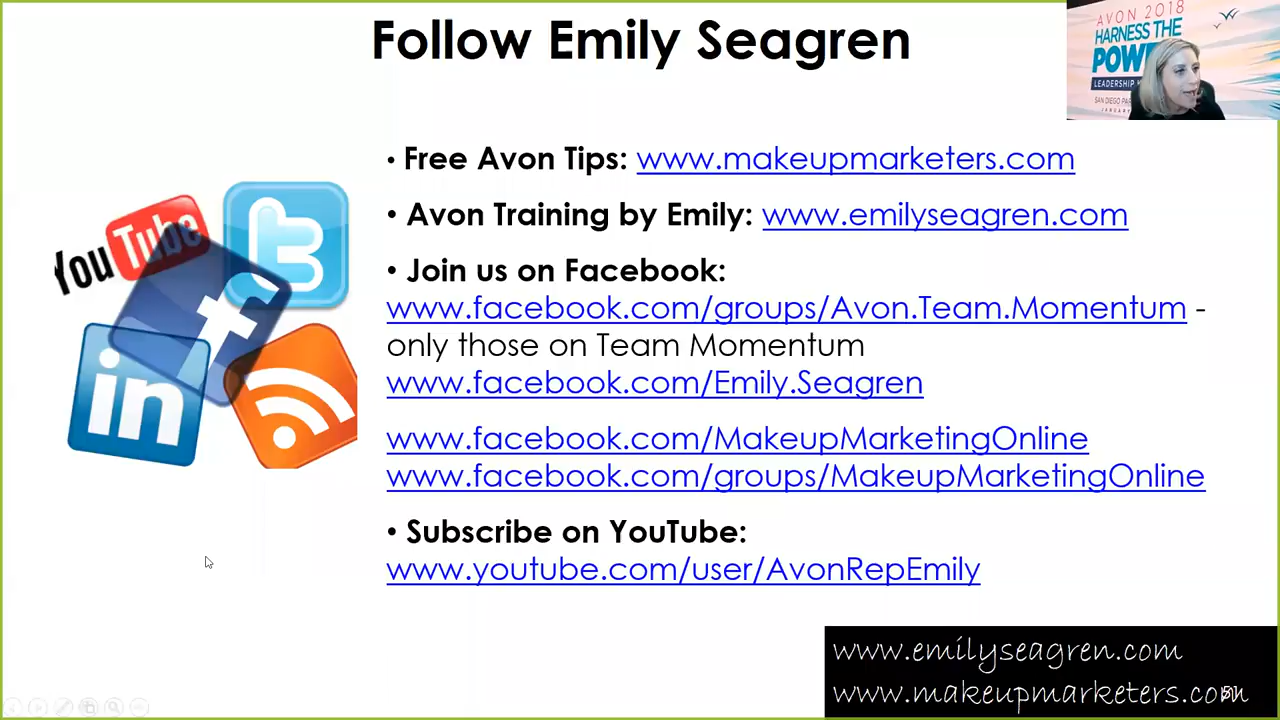 Follow Emily Seagren
AVON 2018
HARNESS THE
LEADERSHIP
• Free Avon Tips: www.makeupmarketers.com
• Avon Training by Emily: www.emilyseagren.com
• Join us on Facebook:
www.facebook.com/groups/Avon.Team.Momentum -
only those on Team Momentum
www.facebook.com/Emily.Seagren
www.facebook.com/MakeupMarketingOnline
www.facebook.com/groups/MakeupMarketingOnline
• Subscribe on YouTube:
www.youtube.com/user/AvonRepEmily
YouTube
t
f
in
www.emilyseagren.com
www.makeupmarketers.com